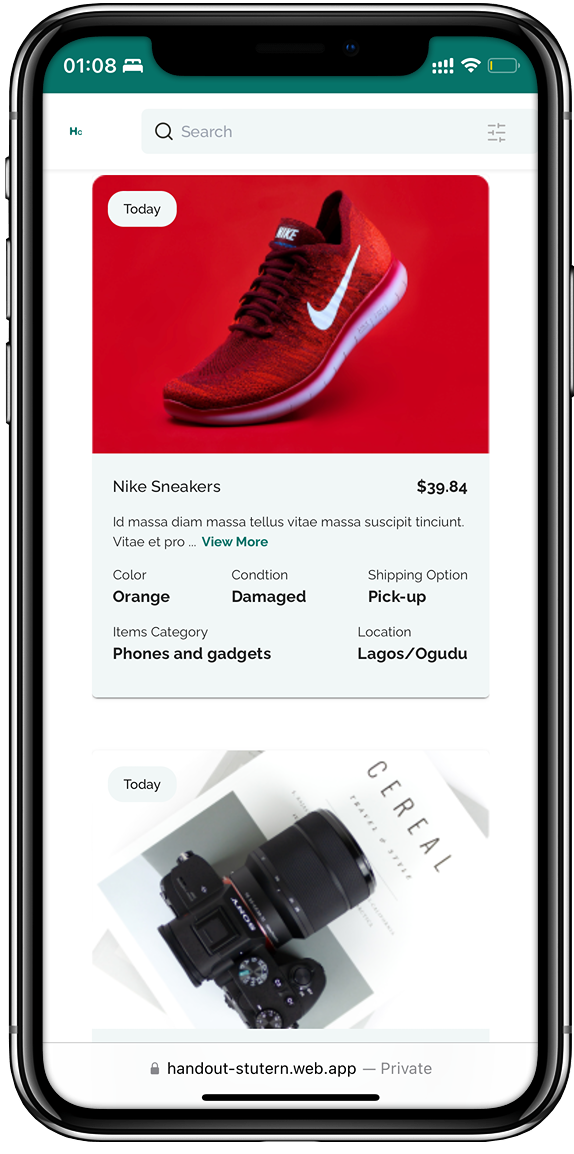 01:08
Hc
Search
Today
NIKE
Nike Sneakers $39.84
Id massa diam massa tellus vitae massa suscipit tinciunt.
Vitae et pro ... View More
Color Condtion Shipping Option
Orange Damaged Pick-up
Items Category Location
Phones and gadgets Lagos/Ogudu
Today
CEREAL
TRAVEL & STYLE
SONY
handout-stutern.web.app — Private